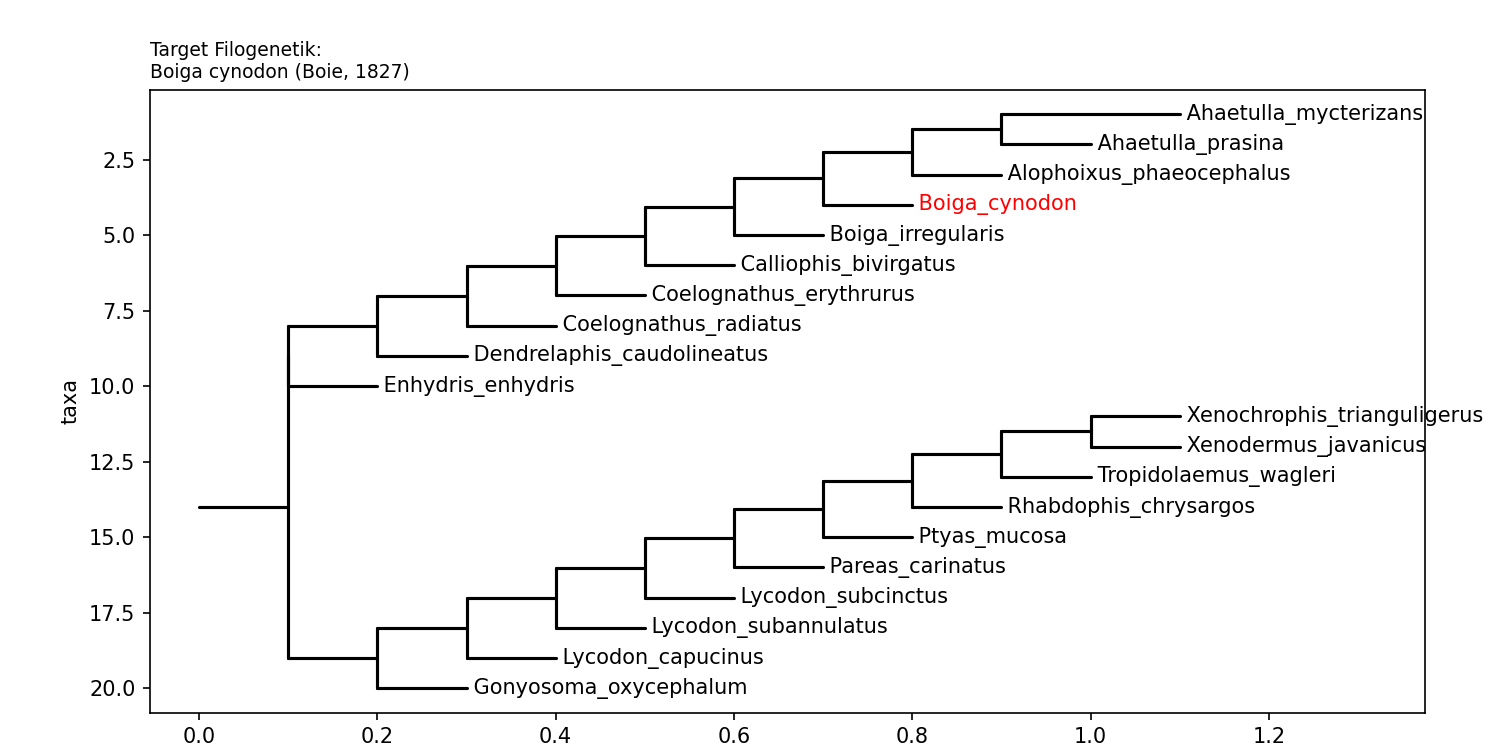 Target Filogenetik:
Boiga cynodon (Boie, 1827)
Ahaetulla_mycterizans
Ahaetulla_prasina
2.5
Alophoixus_phaeocephalus
Boiga_cynodon
5.0
Boiga_irregularis
Calliophis_bivirgatus
Coelognathus_erythrurus
7.5
Coelognathus_radiatus
Dendrelaphis_caudolineatus
10.0
Enhydris_enhydris
taxa
Xenochrophis_trianguligerus
Xenodermus_javanicus
12.5
Tropidolaemus_wagleri
Rhabdophis_chrysargos
15.0
Ptyas_mucosa
Pareas_carinatus
Lycodon_subcinctus
17.5
Lycodon_subannulatus
Lycodon_capucinus
20.0
Gonyosoma_oxycephalum
0.0 0.2 0.4 0.6 0.8 1.0 1.2